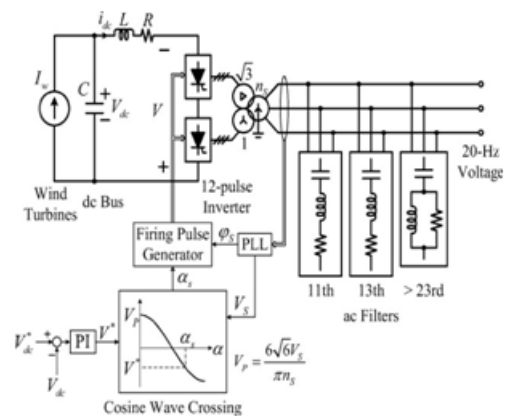 i_dc L R
I_w
C
+
−
V_dc
−
V
+
√3
n_s
1
Wind
Turbines
dc Bus
12-pulse
Inverter
20-Hz
Voltage
Firing Pulse
Generator
φ_S
PLL
11th
13th
> 23rd
ac Filters
α_s
V_S
V*_dc
+
−
V_dc
PI
V*
V_P
V*
α_s
α
V_P = 6√6V_S / πn_S
Cosine Wave Crossing